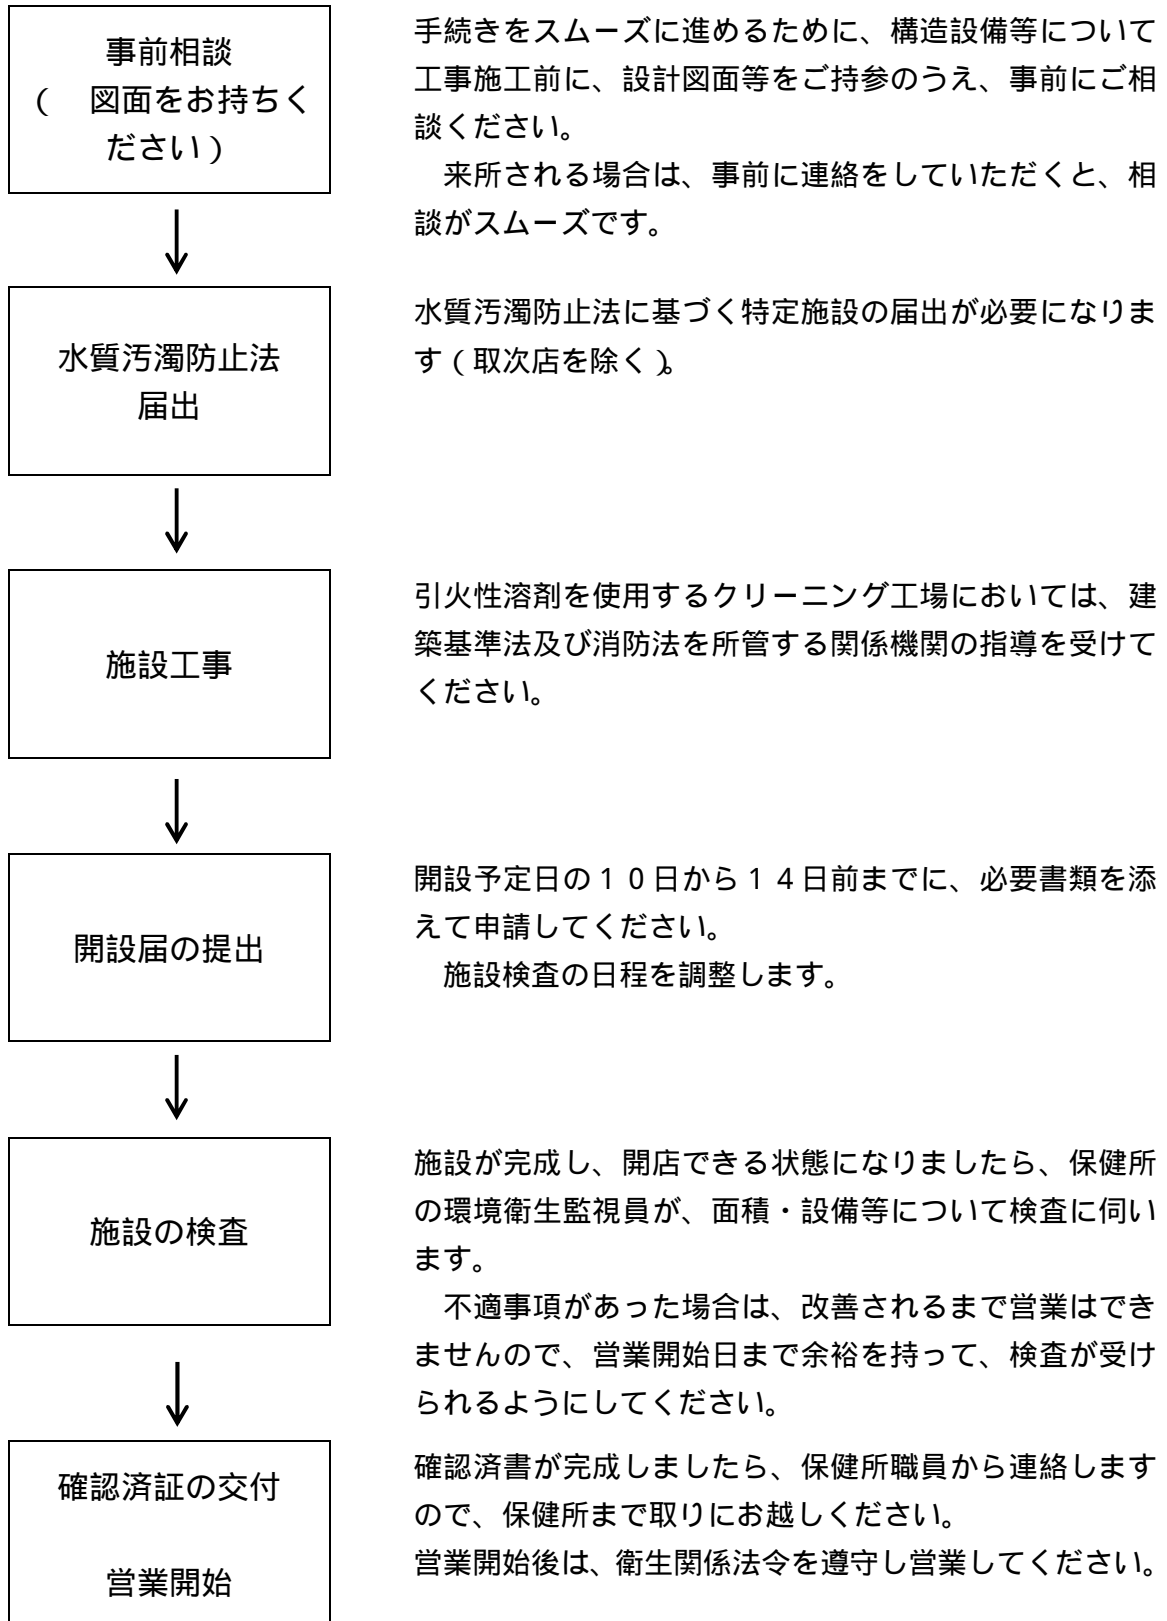 事前相談
(　図面をお持ちく
ださい)
手続きをスムーズに進めるために、構造設備等について
工事施工前に、設計図面等をご持参のうえ、事前にご相
談ください。
　来所される場合は、事前に連絡をしていただくと、相
談がスムーズです。
水質汚濁防止法
届出
水質汚濁防止法に基づく特定施設の届出が必要になりま
す(取次店を除く)。
施設工事
引火性溶剤を使用するクリーニング工場においては、建
築基準法及び消防法を所管する関係機関の指導を受けて
ください。
開設届の提出
開設予定日の10日から14日前までに、必要書類を添
えて申請してください。
　施設検査の日程を調整します。
施設の検査
施設が完成し、開店できる状態になりましたら、保健所
の環境衛生監視員が、面積・設備等について検査に伺い
ます。
　不適事項があった場合は、改善されるまで営業はでき
ませんので、営業開始日まで余裕を持って、検査が受け
られるようにしてください。
確認済証の交付
営業開始
確認済書が完成しましたら、保健所職員から連絡します
ので、保健所まで取りにお越しください。
営業開始後は、衛生関係法令を遵守し営業してください。